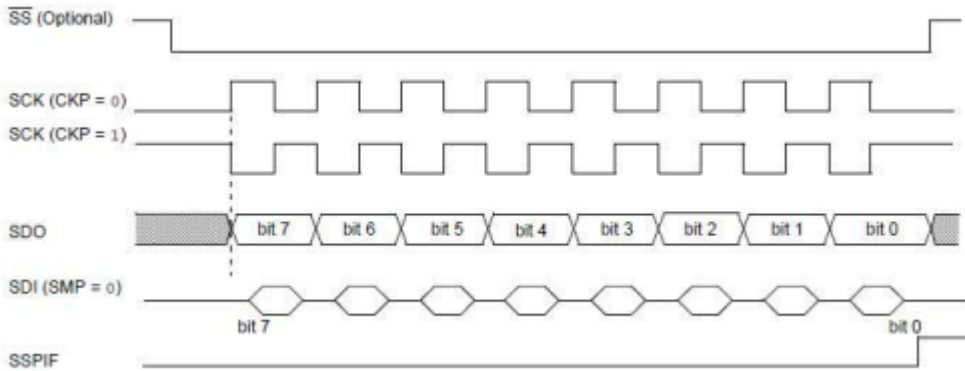 SS (Optional)
SCK (CKP = 0)
SCK (CKP = 1)
SDO
bit 7 bit 6 bit 5 bit 4 bit 3 bit 2 bit 1 bit 0
SDI (SMP = 0)
bit 7 bit 0
SSPIF